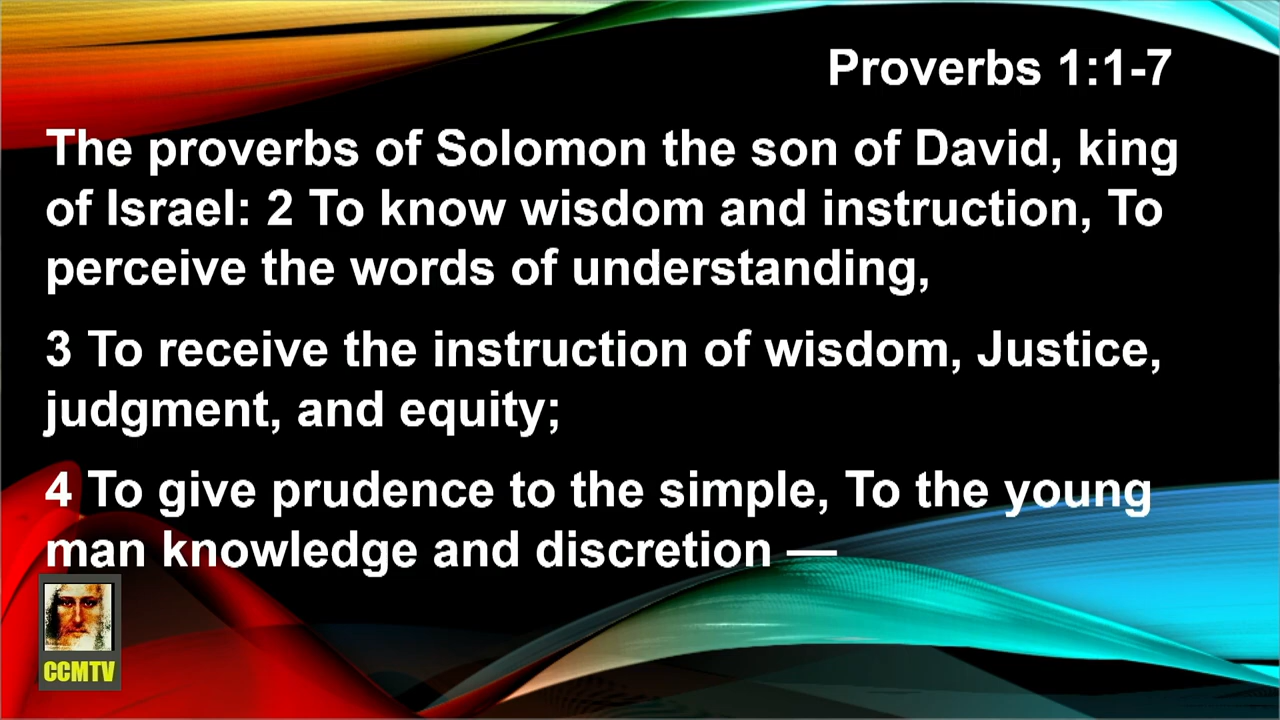 Proverbs 1:1-7
The proverbs of Solomon the son of David, king
of Israel: 2 To know wisdom and instruction, To
perceive the words of understanding,
3 To receive the instruction of wisdom, Justice,
judgment, and equity;
4 To give prudence to the simple, To the young
man knowledge and discretion —
CCMTV